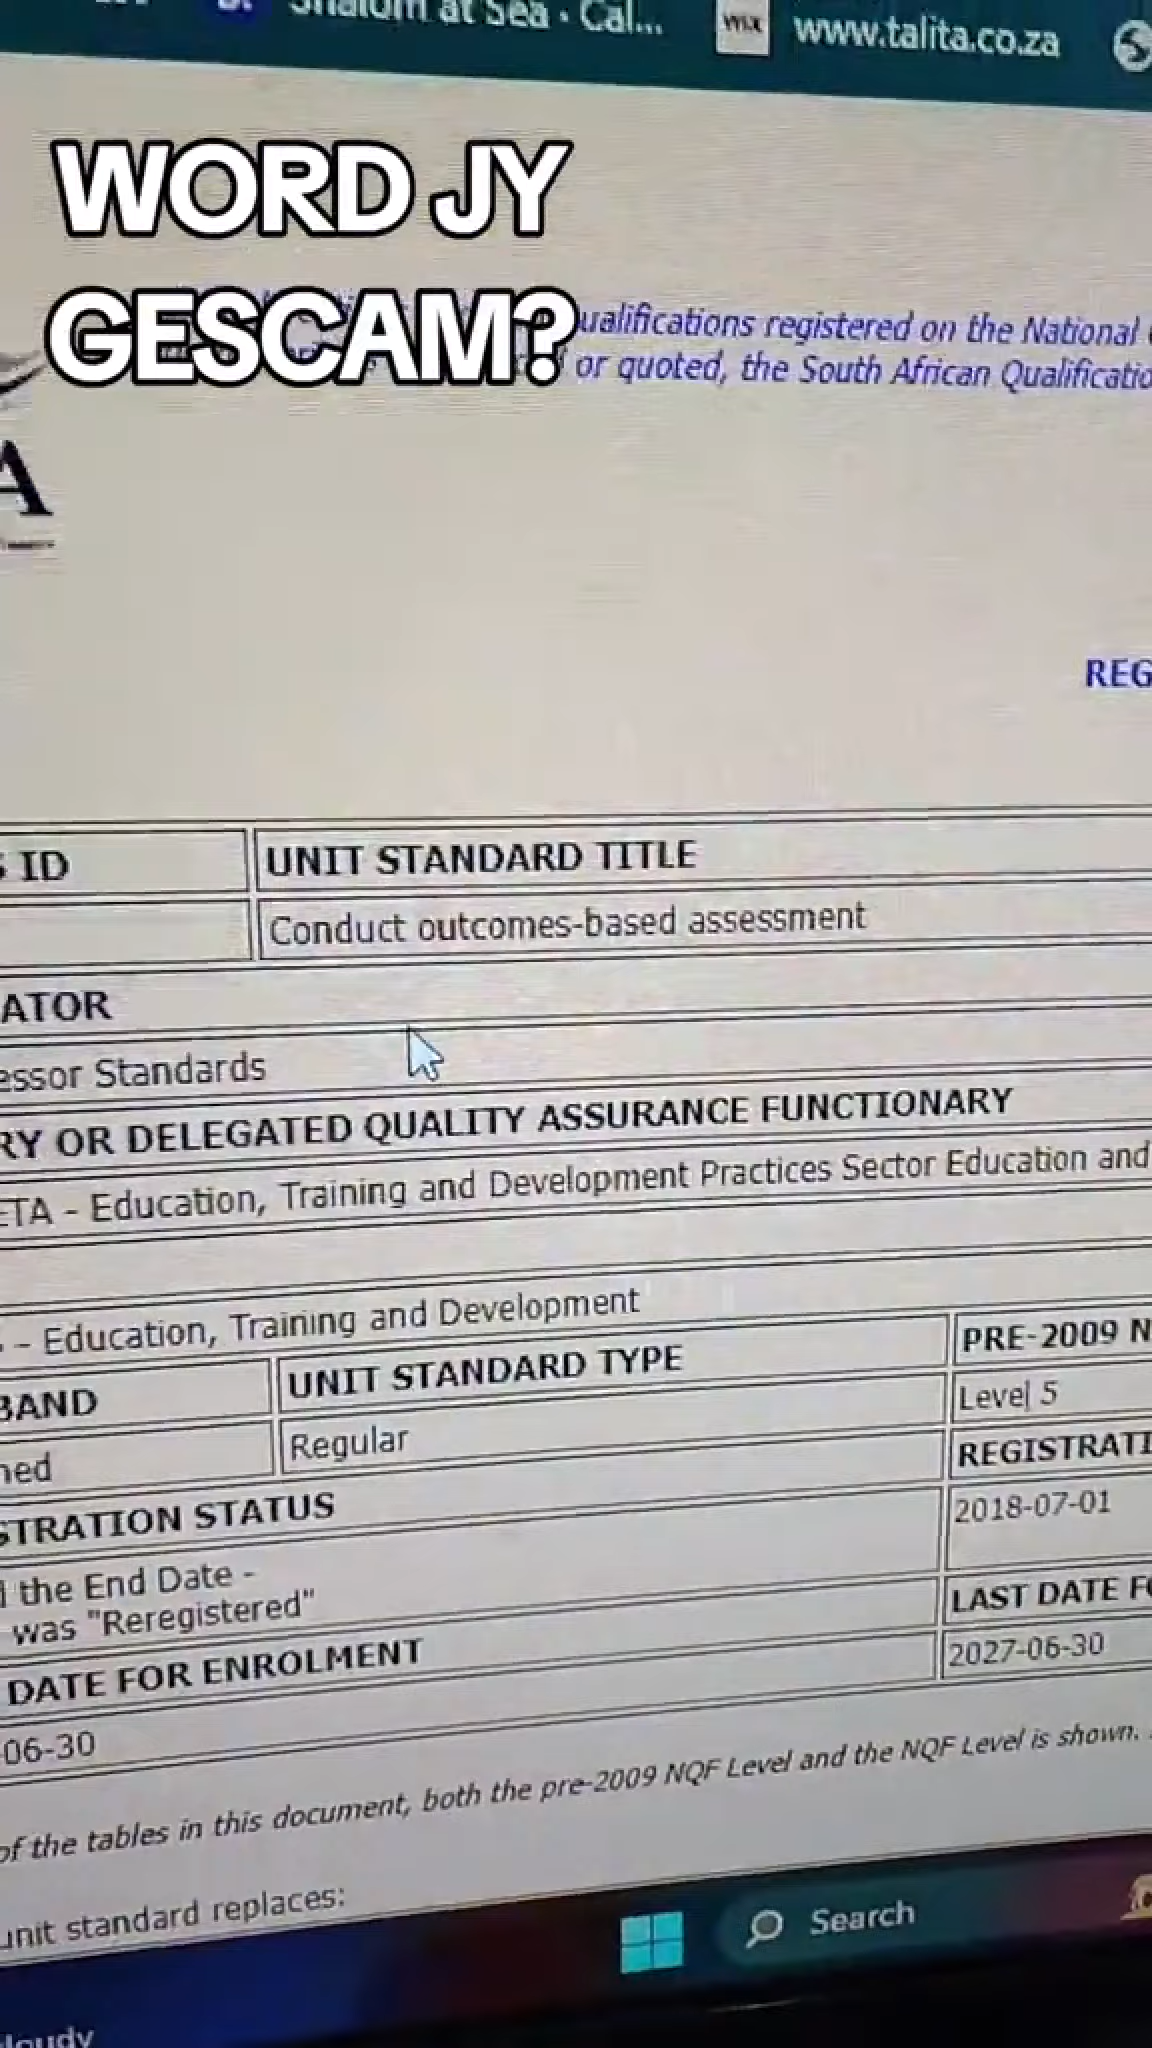 Shalom at Sea · Cal...
WiX
www.talita.co.za
WORD JY
GESCAM?
ualifications registered on the National
or quoted, the South African Qualificatio
A
REG
ID
UNIT STANDARD TITLE
Conduct outcomes-based assessment
ATOR
essor Standards
RY OR DELEGATED QUALITY ASSURANCE FUNCTIONARY
ETA - Education, Training and Development Practices Sector Education and
- Education, Training and Development
BAND
UNIT STANDARD TYPE
PRE-2009 N
ned
Regular
Level 5
STRATION STATUS
REGISTRATI
the End Date -
was "Reregistered"
2018-07-01
DATE FOR ENROLMENT
LAST DATE FO
06-30
2027-06-30
of the tables in this document, both the pre-2009 NQF Level and the NQF Level is shown.
unit standard replaces:
Search
loudy